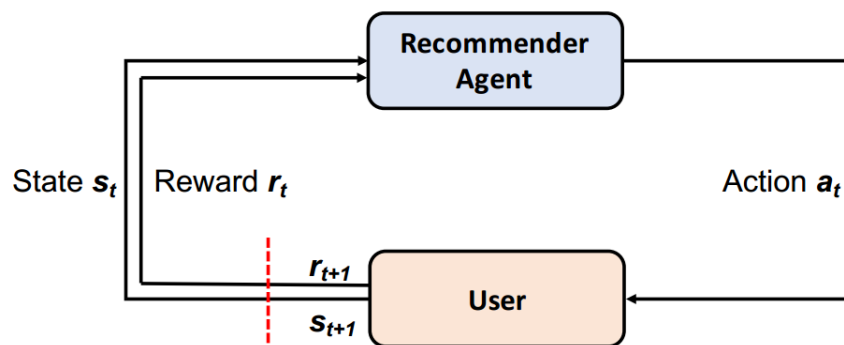 Recommender
Agent
State s_t
Reward r_t
Action a_t
r_{t+1}
User
s_{t+1}